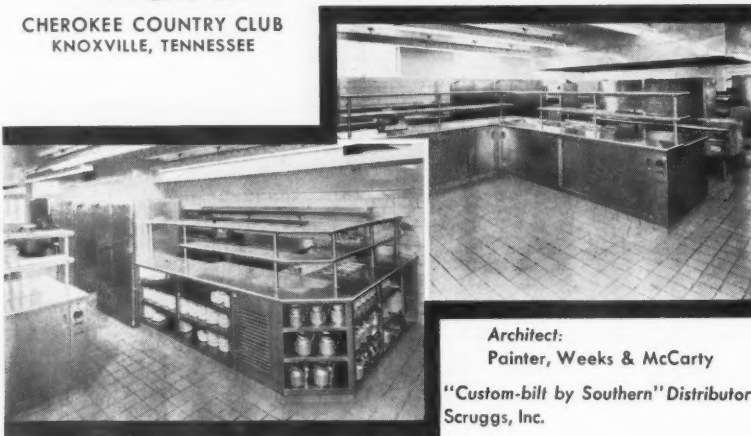 CHEROKEE COUNTRY CLUB
KNOXVILLE, TENNESSEE
Architect:
Painter, Weeks & McCarty
"Custom-bilt by Southern" Distributor
Scruggs, Inc.